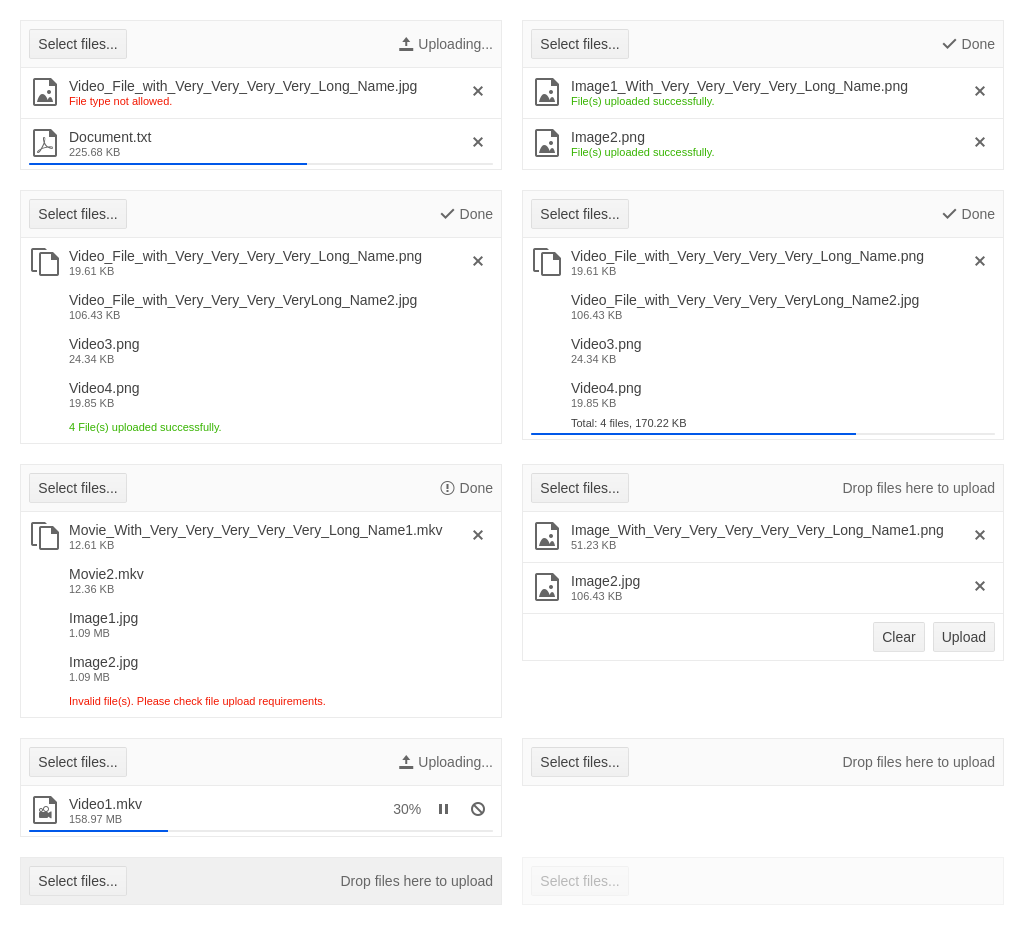 Select files...
Uploading...
Video_File_with_Very_Very_Very_Very_Long_Name.jpg
File type not allowed.
Document.txt
225.68 KB
Select files...
Done
Image1_With_Very_Very_Very_Very_Long_Name.png
File(s) uploaded successfully.
Image2.png
File(s) uploaded successfully.
Select files...
Done
Video_File_with_Very_Very_Very_Very_Long_Name.png
19.61 KB
Video_File_with_Very_Very_Very_VeryLong_Name2.jpg
106.43 KB
Video3.png
24.34 KB
Video4.png
19.85 KB
4 File(s) uploaded successfully.
Select files...
Done
Video_File_with_Very_Very_Very_Very_Long_Name.png
19.61 KB
Video_File_with_Very_Very_Very_VeryLong_Name2.jpg
106.43 KB
Video3.png
24.34 KB
Video4.png
19.85 KB
Total: 4 files, 170.22 KB
Select files...
Done
Movie_With_Very_Very_Very_Very_Very_Long_Name1.mkv
12.61 KB
Movie2.mkv
12.36 KB
Image1.jpg
1.09 MB
Image2.jpg
1.09 MB
Invalid file(s). Please check file upload requirements.
Select files...
Drop files here to upload
Image_With_Very_Very_Very_Very_Very_Long_Name1.png
51.23 KB
Image2.jpg
106.43 KB
Clear
Upload
Select files...
Uploading...
Video1.mkv
158.97 MB
30%
Select files...
Drop files here to upload
Select files...
Drop files here to upload
Select files...